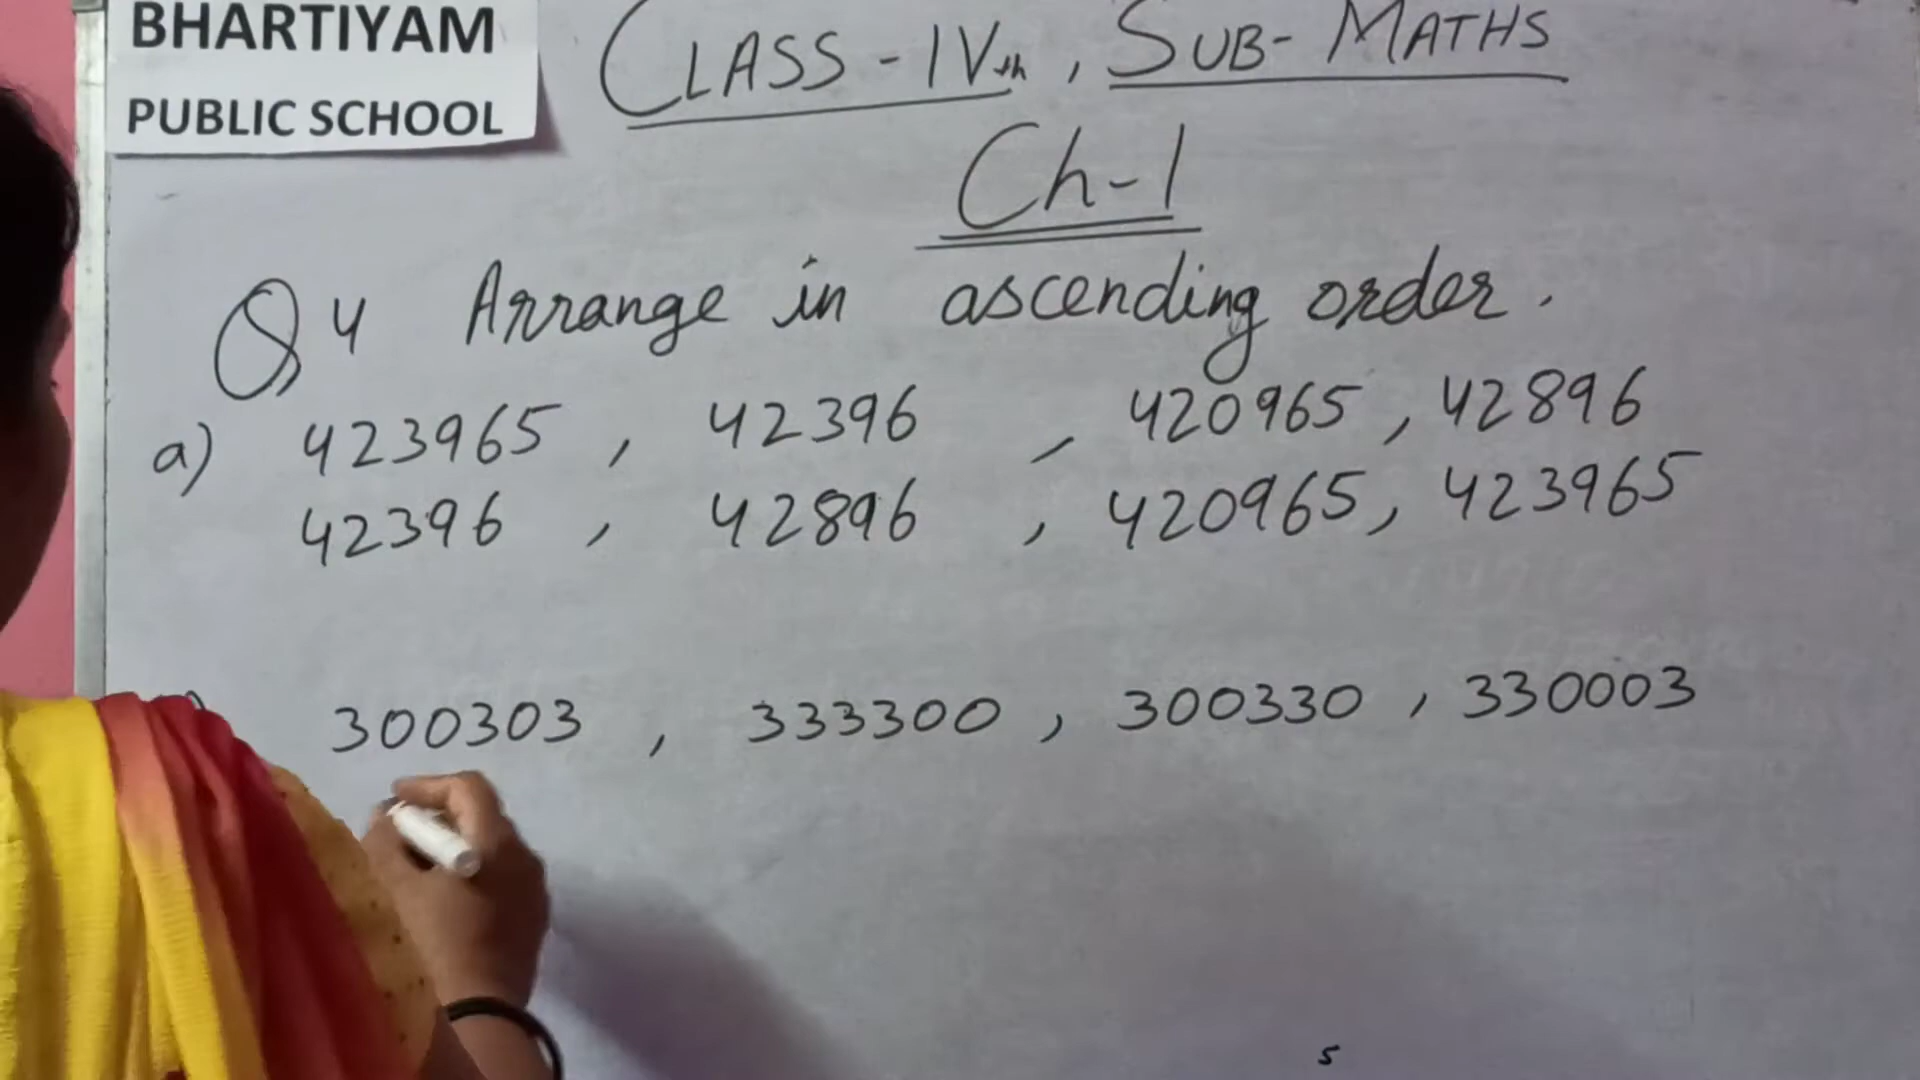 BHARTIYAM
PUBLIC SCHOOL
CLASS - IVth, SUB- MATHS
Ch-1
Q4 Arrange in ascending order.
a) 423965, 42396, 420965, 42896
42396, 42896, 420965, 423965
300303, 333300, 300330, 330003
5